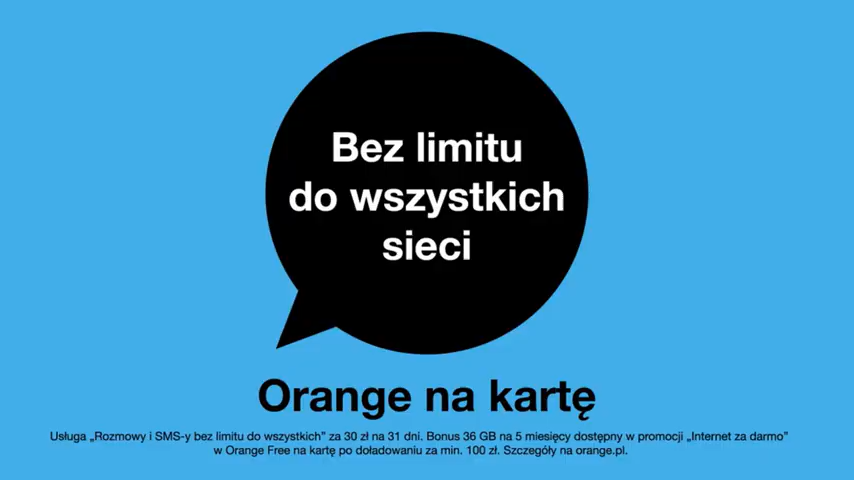 Bez limitu
do wszystkich
sieci
Orange na kartę
Usługa „Rozmowy i SMS-y bez limitu do wszystkich” za 30 zł na 31 dni. Bonus 36 GB na 5 miesięcy dostępny w promocji „Internet za darmo”
w Orange Free na kartę po doładowaniu za min. 100 zł. Szczegóły na orange.pl.